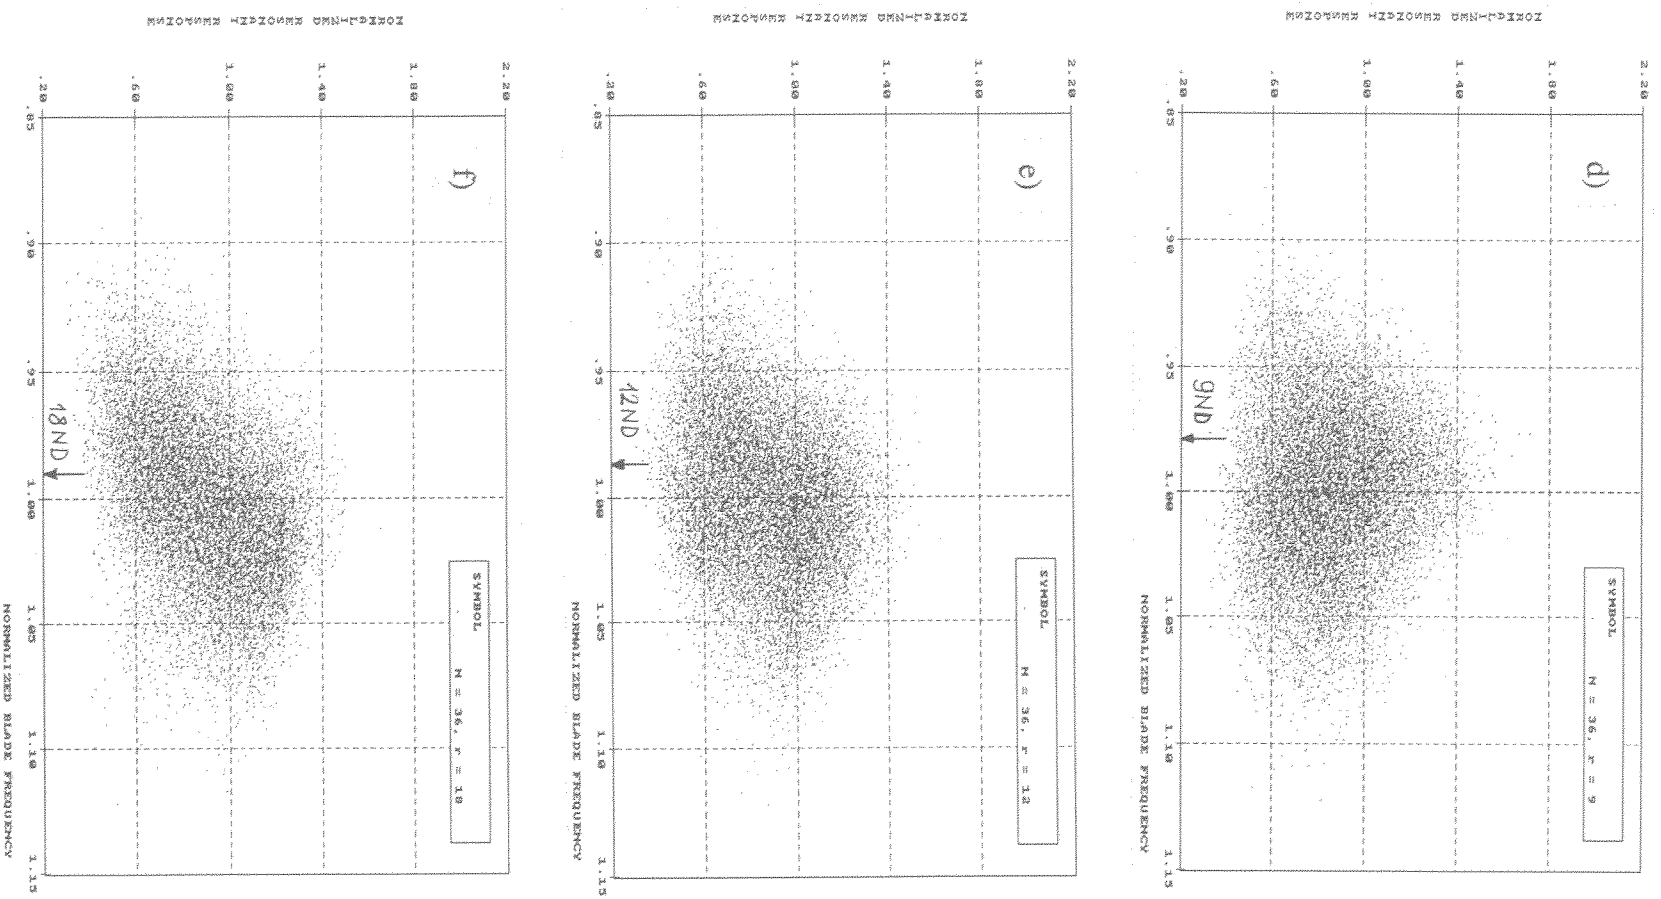 d)
2.20
1.80
1.40
1.00
.60
.20
NORMALIZED RESONANT RESPONSE
SYMBOL
N = 36, r = 9
9ND
.85
.90
.95
1.00
1.05
1.10
1.15
NORMALIZED BLADE FREQUENCY
e)
2.20
1.80
1.40
1.00
.60
.20
NORMALIZED RESONANT RESPONSE
SYMBOL
N = 36, r = 12
12ND
.85
.90
.95
1.00
1.05
1.10
1.15
NORMALIZED BLADE FREQUENCY
f)
2.20
1.80
1.40
1.00
.60
.20
NORMALIZED RESONANT RESPONSE
SYMBOL
N = 36, r = 18
18ND
.85
.90
.95
1.00
1.05
1.10
1.15
NORMALIZED BLADE FREQUENCY